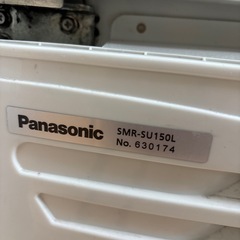 Panasonic SMR-SU150L
No. 630174